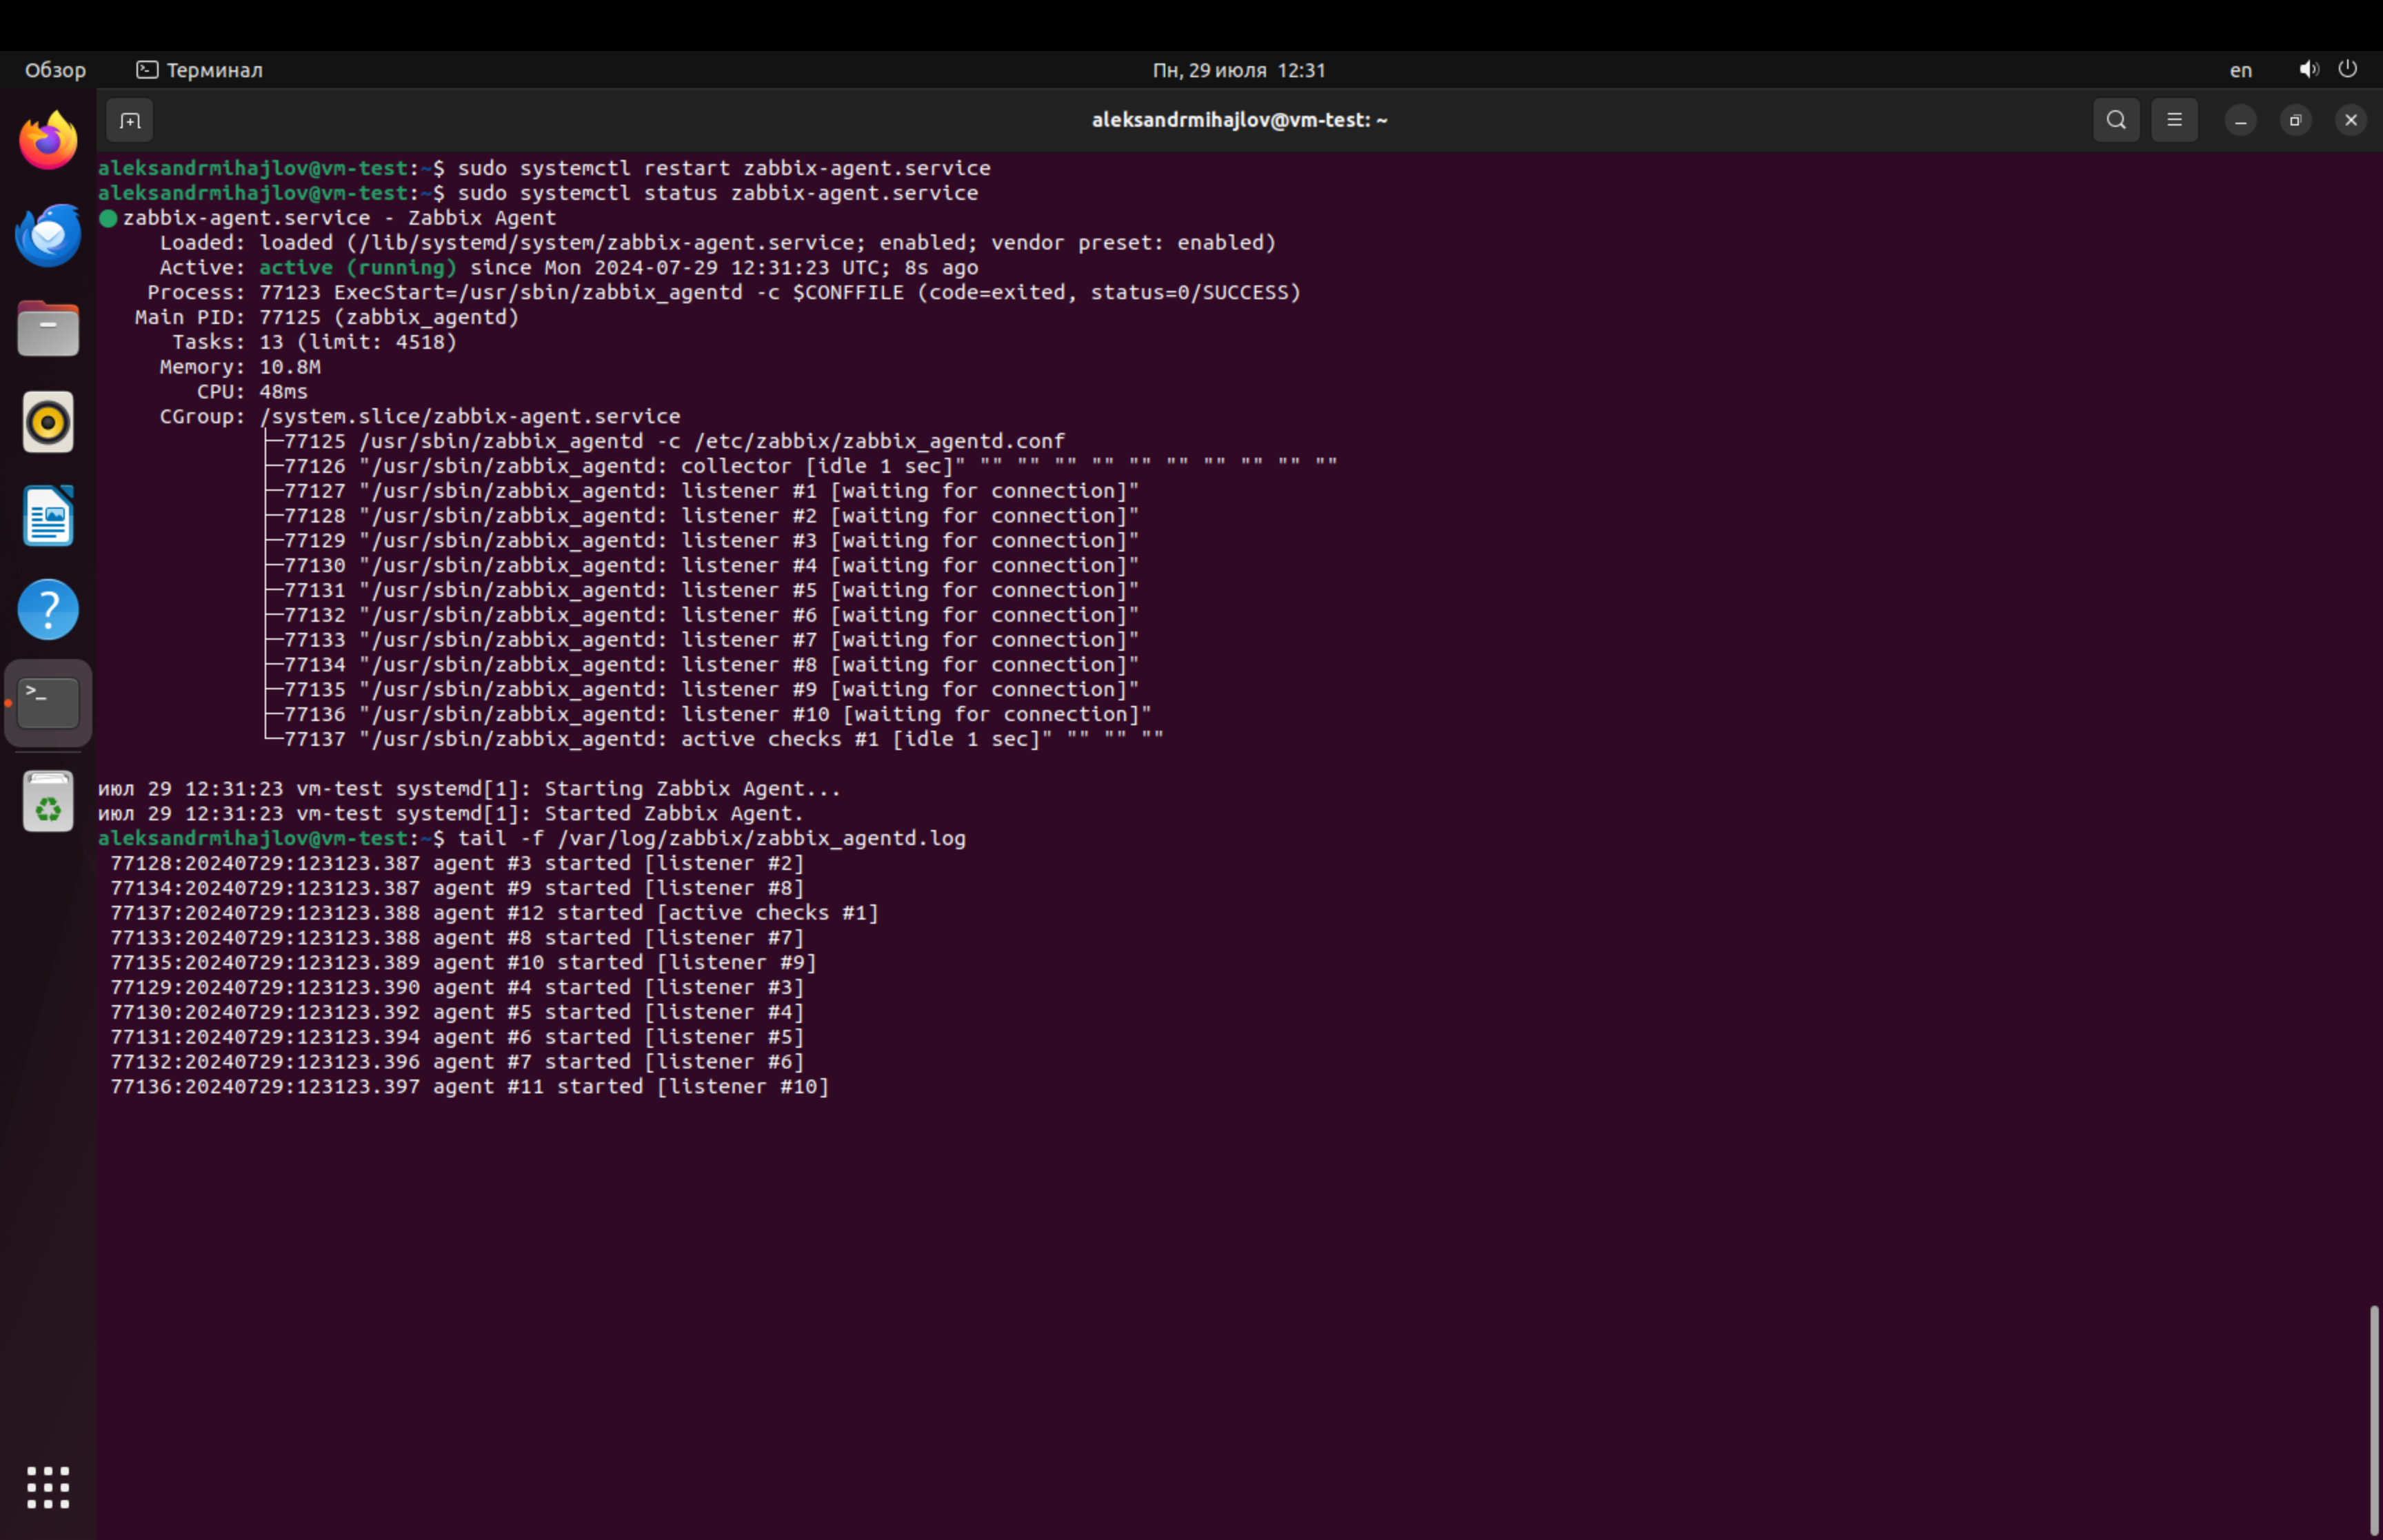 Обзор Терминал Пн, 29 июля 12:31 en
aleksandrmihajlov@vm-test: ~
aleksandrmihajlov@vm-test:~$ sudo systemctl restart zabbix-agent.service
aleksandrmihajlov@vm-test:~$ sudo systemctl status zabbix-agent.service
● zabbix-agent.service - Zabbix Agent
Loaded: loaded (/lib/systemd/system/zabbix-agent.service; enabled; vendor preset: enabled)
Active: active (running) since Mon 2024-07-29 12:31:23 UTC; 8s ago
Process: 77123 ExecStart=/usr/sbin/zabbix_agentd -c $CONFFILE (code=exited, status=0/SUCCESS)
Main PID: 77125 (zabbix_agentd)
Tasks: 13 (limit: 4518)
Memory: 10.8M
CPU: 48ms
CGroup: /system.slice/zabbix-agent.service
├─77125 /usr/sbin/zabbix_agentd -c /etc/zabbix/zabbix_agentd.conf
├─77126 "/usr/sbin/zabbix_agentd: collector [idle 1 sec]" "" "" "" "" "" "" "" "" "" ""
├─77127 "/usr/sbin/zabbix_agentd: listener #1 [waiting for connection]"
├─77128 "/usr/sbin/zabbix_agentd: listener #2 [waiting for connection]"
├─77129 "/usr/sbin/zabbix_agentd: listener #3 [waiting for connection]"
├─77130 "/usr/sbin/zabbix_agentd: listener #4 [waiting for connection]"
├─77131 "/usr/sbin/zabbix_agentd: listener #5 [waiting for connection]"
├─77132 "/usr/sbin/zabbix_agentd: listener #6 [waiting for connection]"
├─77133 "/usr/sbin/zabbix_agentd: listener #7 [waiting for connection]"
├─77134 "/usr/sbin/zabbix_agentd: listener #8 [waiting for connection]"
├─77135 "/usr/sbin/zabbix_agentd: listener #9 [waiting for connection]"
├─77136 "/usr/sbin/zabbix_agentd: listener #10 [waiting for connection]"
└─77137 "/usr/sbin/zabbix_agentd: active checks #1 [idle 1 sec]" "" "" ""
июл 29 12:31:23 vm-test systemd[1]: Starting Zabbix Agent...
июл 29 12:31:23 vm-test systemd[1]: Started Zabbix Agent.
aleksandrmihajlov@vm-test:~$ tail -f /var/log/zabbix/zabbix_agentd.log
77128:20240729:123123.387 agent #3 started [listener #2]
77134:20240729:123123.387 agent #9 started [listener #8]
77137:20240729:123123.388 agent #12 started [active checks #1]
77133:20240729:123123.388 agent #8 started [listener #7]
77135:20240729:123123.389 agent #10 started [listener #9]
77129:20240729:123123.390 agent #4 started [listener #3]
77130:20240729:123123.392 agent #5 started [listener #4]
77131:20240729:123123.394 agent #6 started [listener #5]
77132:20240729:123123.396 agent #7 started [listener #6]
77136:20240729:123123.397 agent #11 started [listener #10]